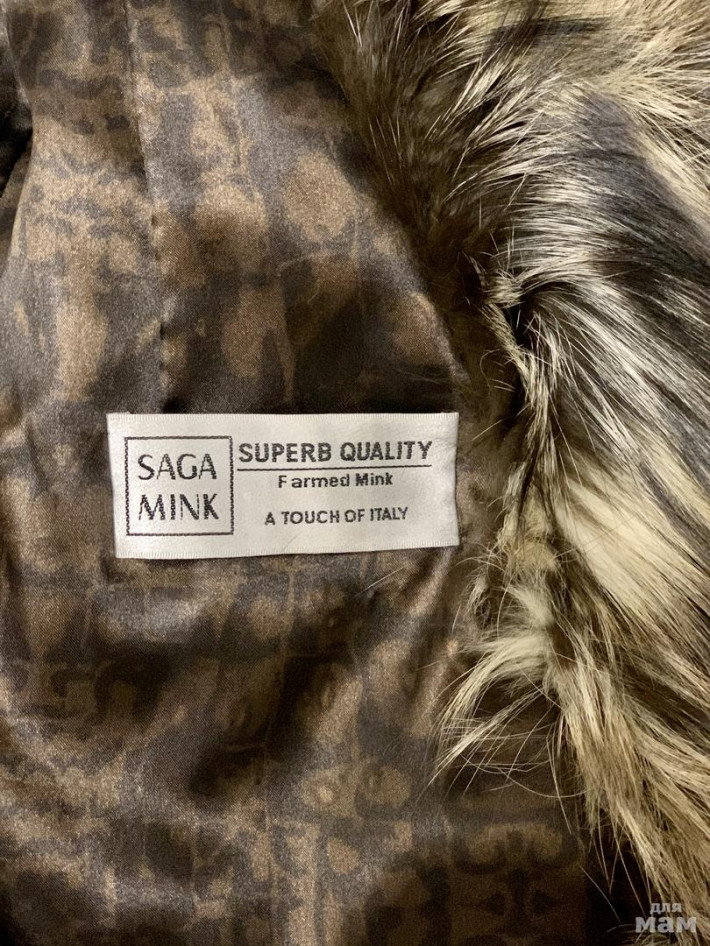 SAGA
MINK
SUPERB QUALITY
Farmed Mink
A TOUCH OF ITALY
для
мам